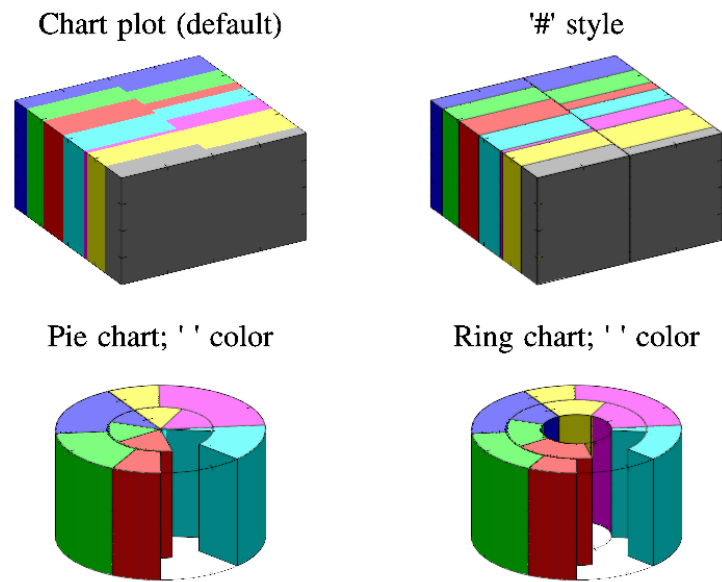 Chart plot (default)
'#' style
Pie chart; ' ' color
Ring chart; ' ' color